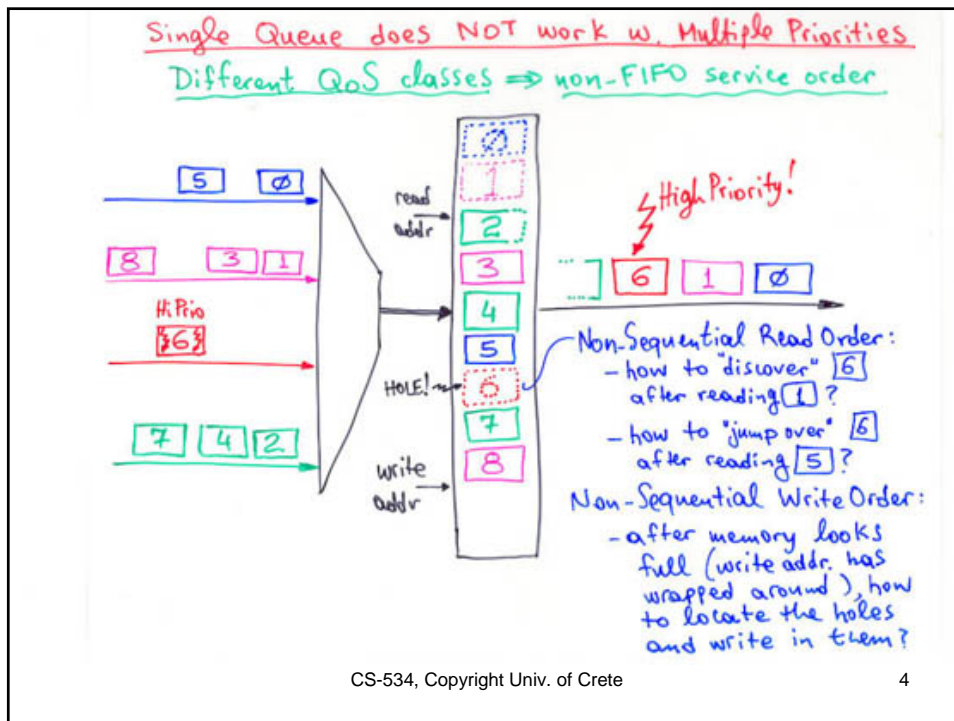 Single Queue does NOT work w. Multiple Priorities
Different QoS classes ⇒ non-FIFO service order
5 Ø
8 3 1
HiPrio
6
7 4 2
read
addr
HOLE!
write
addr
Ø
1
2
3
4
5
6
7
8
High Priority!
6 1 Ø
Non-Sequential Read Order:
- how to "discover" 6
after reading 1 ?
- how to "jump over" 6
after reading 5 ?
Non-Sequential Write Order:
- after memory looks
full (write addr. has
wrapped around), how
to locate the holes
and write in them?
CS-534, Copyright Univ. of Crete 4